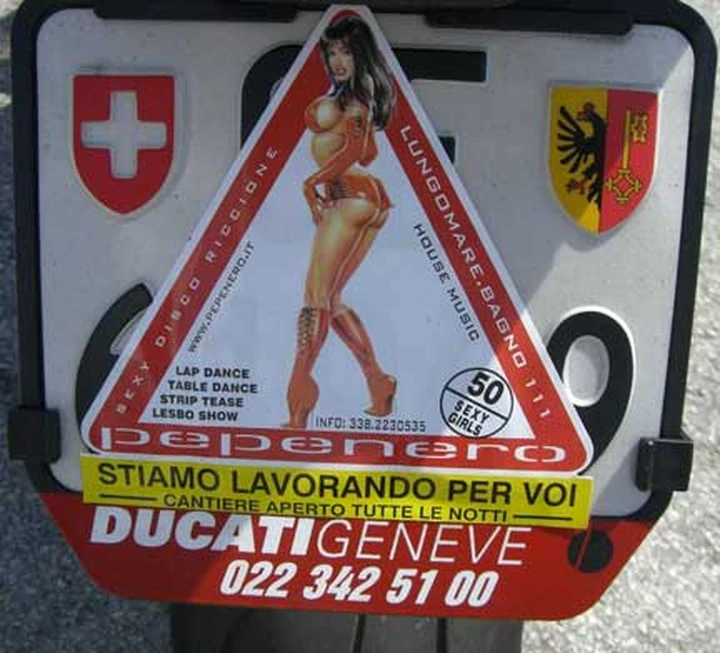 SEXY DISCO RICCIONE
LUNGOMARE.BAGNO 111
WWW.PEPENERO.IT
HOUSE MUSIC
LAP DANCE
TABLE DANCE
STRIP TEASE
LESBO SHOW
50
SEXY
GIRLS
INFO: 338.2230535
pepenero
STIAMO LAVORANDO PER VOI
CANTIERE APERTO TUTTE LE NOTTI
DUCATIGENEVE
022 342 51 00